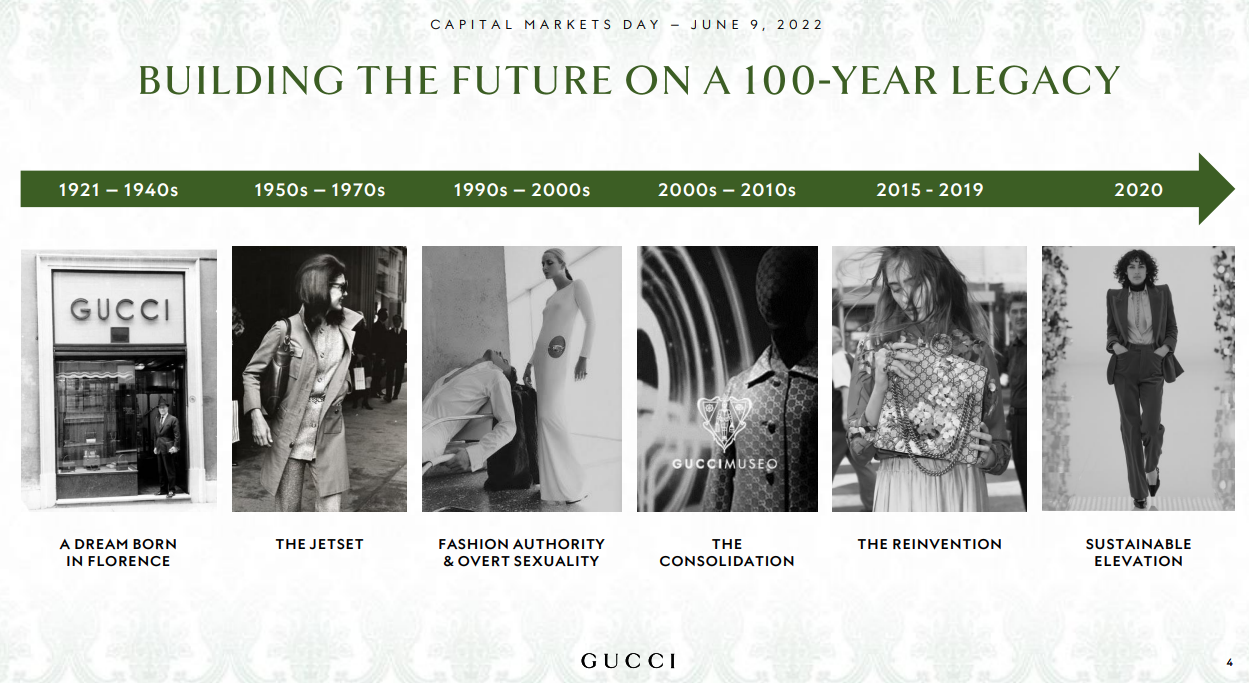 CAPITAL MARKETS DAY – JUNE 9, 2022
BUILDING THE FUTURE ON A 100-YEAR LEGACY
1921 – 1940s
1950s – 1970s
1990s – 2000s
2000s – 2010s
2015 - 2019
2020
GUCCI
GUCCIMUSEO
A DREAM BORN
IN FLORENCE
THE JETSET
FASHION AUTHORITY
& OVERT SEXUALITY
THE
CONSOLIDATION
THE REINVENTION
SUSTAINABLE
ELEVATION
GUCCI
4